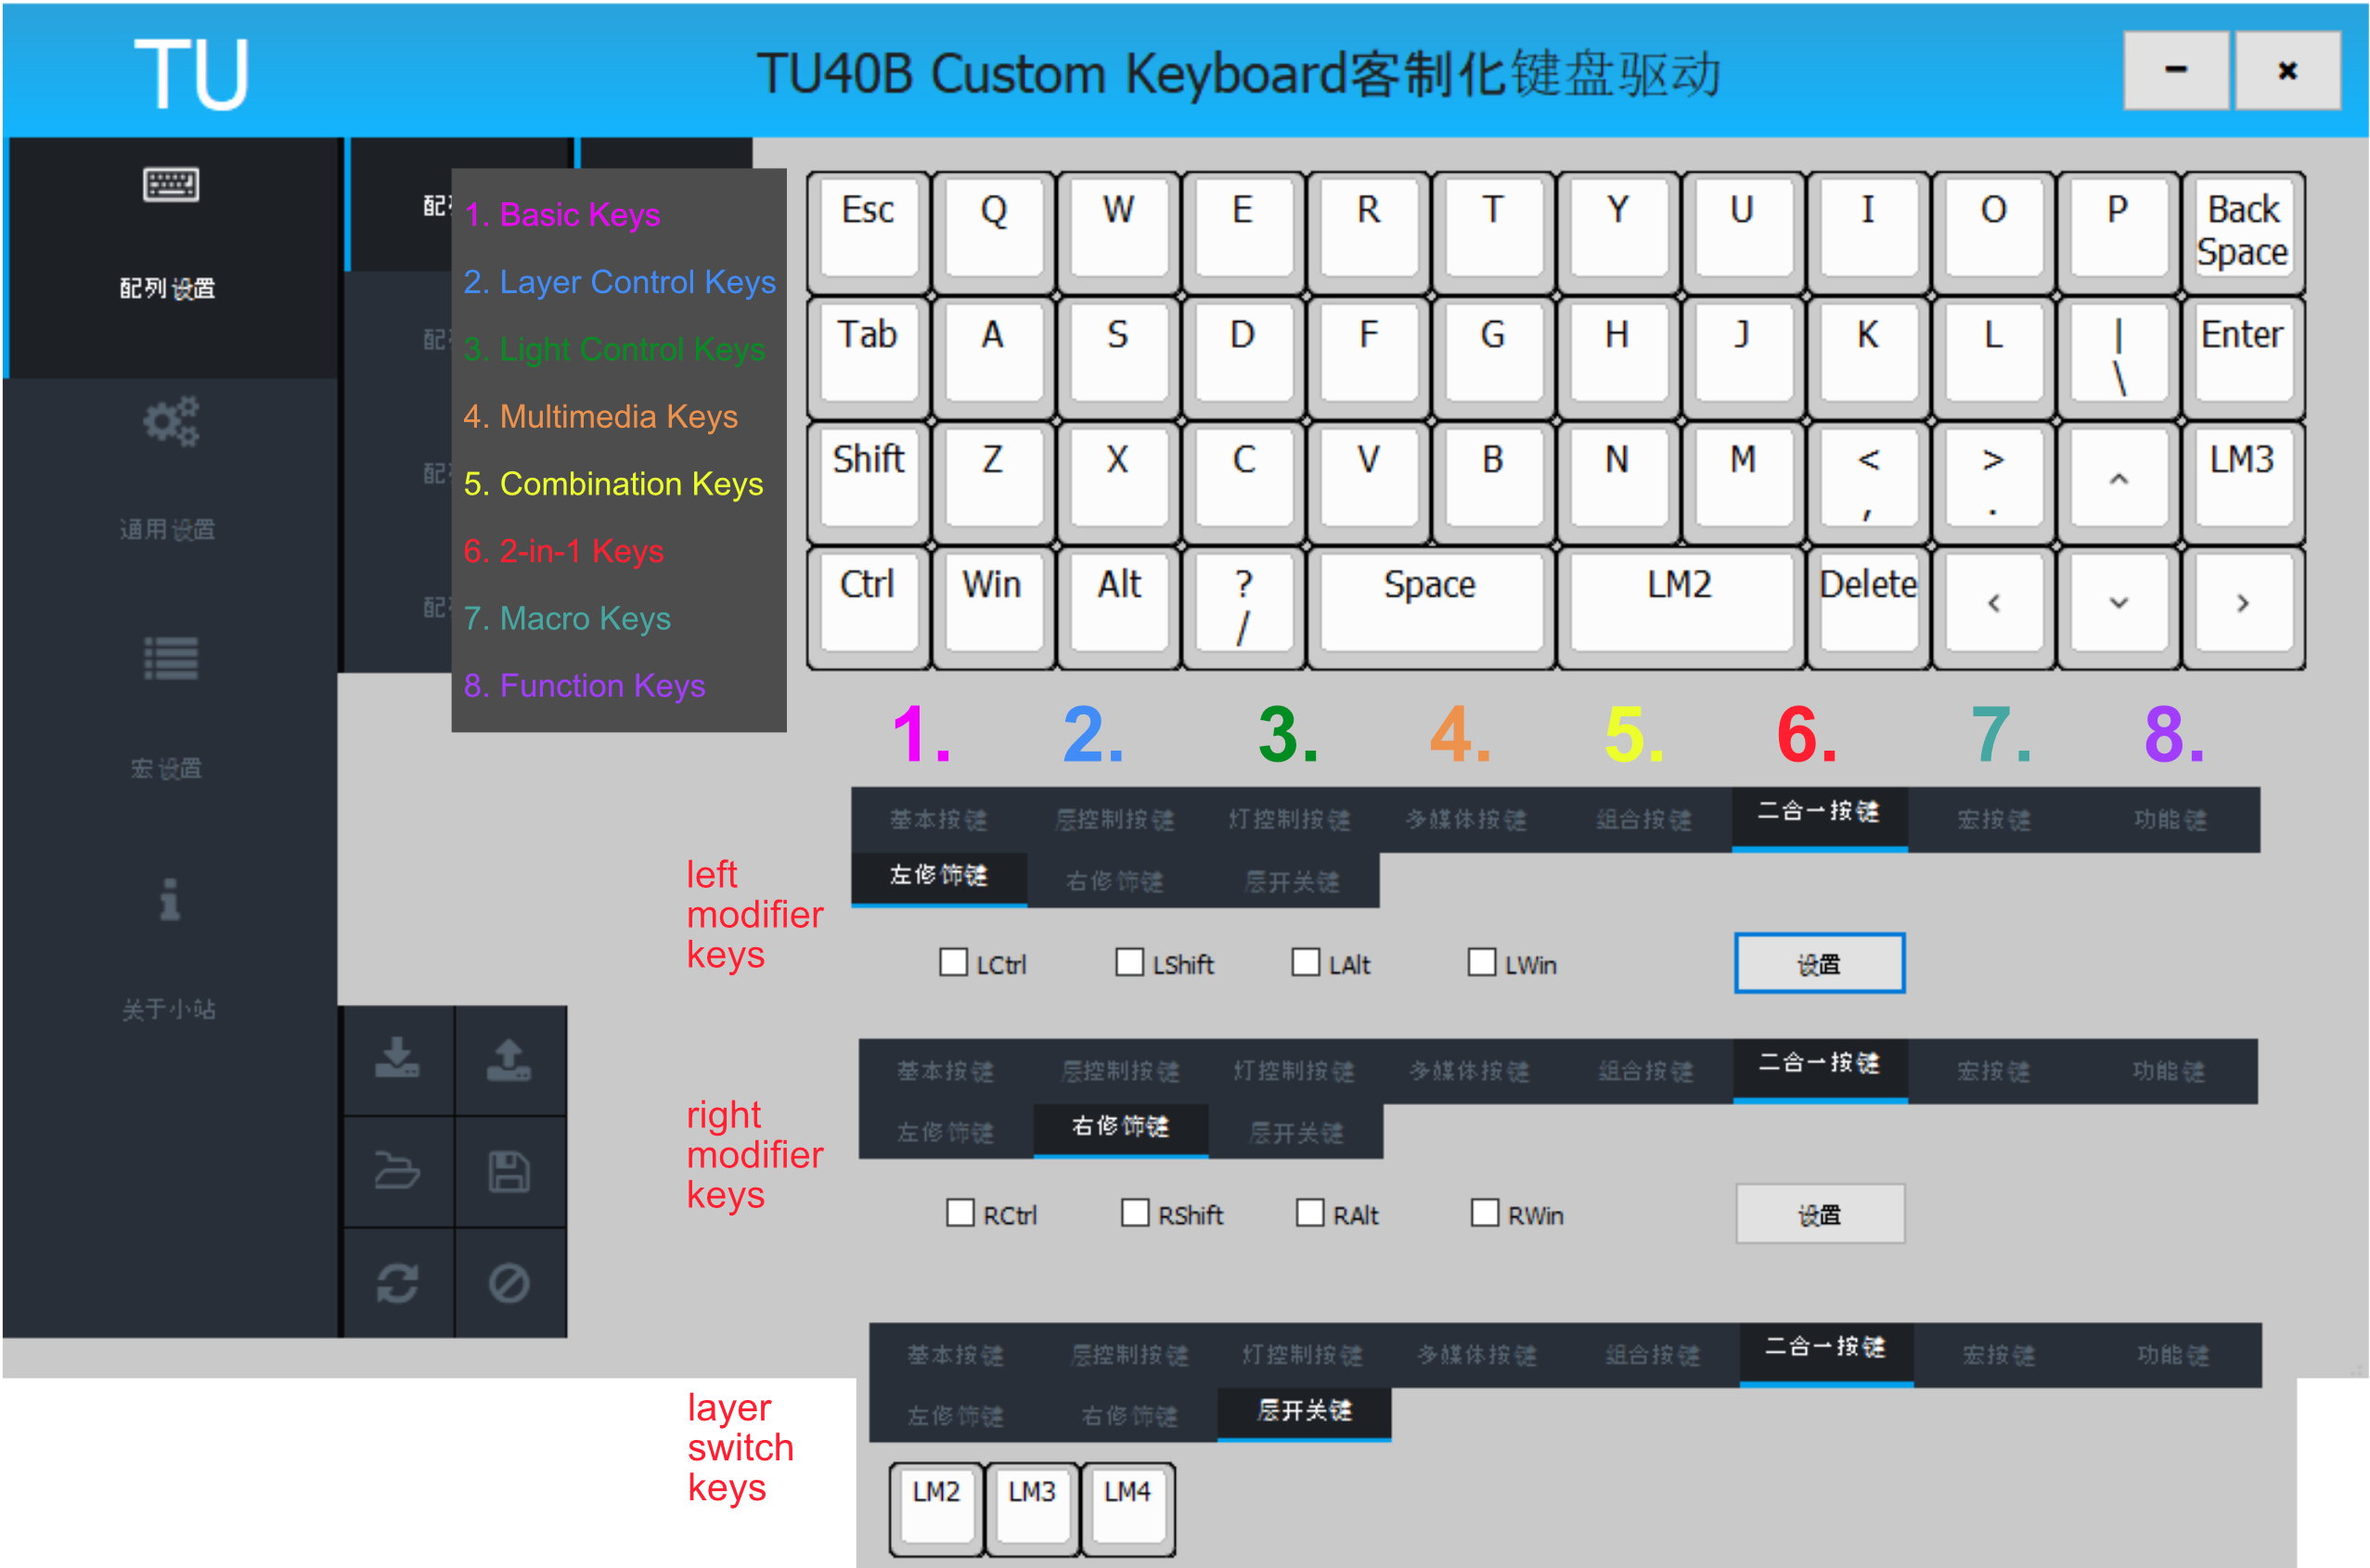 TU
TU40B Custom Keyboard客制化键盘驱动
配列设置
通用设置
宏设置
关于小站
配
配
配
配
1. Basic Keys
2. Layer Control Keys
3. Light Control Keys
4. Multimedia Keys
5. Combination Keys
6. 2-in-1 Keys
7. Macro Keys
8. Function Keys
Esc Q W E R T Y U I O P Back Space
Tab A S D F G H J K L | \ Enter
Shift Z X C V B N M < , > . ^ LM3
Ctrl Win Alt ? / Space LM2 Delete < ⌄ >
1. 2. 3. 4. 5. 6. 7. 8.
基本按键 层控制按键 灯控制按键 多媒体按键 组合按键 二合一按键 宏按键 功能键
left
modifier
keys
左修饰键 右修饰键 层开关键
LCtrl LShift LAlt LWin 设置
基本按键 层控制按键 灯控制按键 多媒体按键 组合按键 二合一按键 宏按键 功能键
right
modifier
keys
左修饰键 右修饰键 层开关键
RCtrl RShift RAlt RWin 设置
基本按键 层控制按键 灯控制按键 多媒体按键 组合按键 二合一按键 宏按键 功能键
layer
switch
keys
左修饰键 右修饰键 层开关键
LM2 LM3 LM4